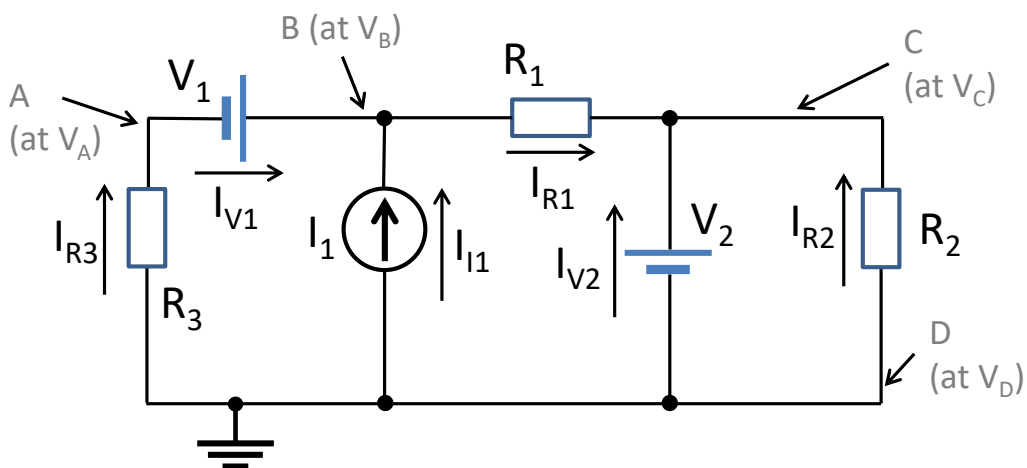 B (at V_B)
A
(at V_A)
V_1
R_1
C
(at V_C)
I_V1
I_R1
I_R3
I_1
I_I1
V_2
I_V2
I_R2
R_2
R_3
D
(at V_D)